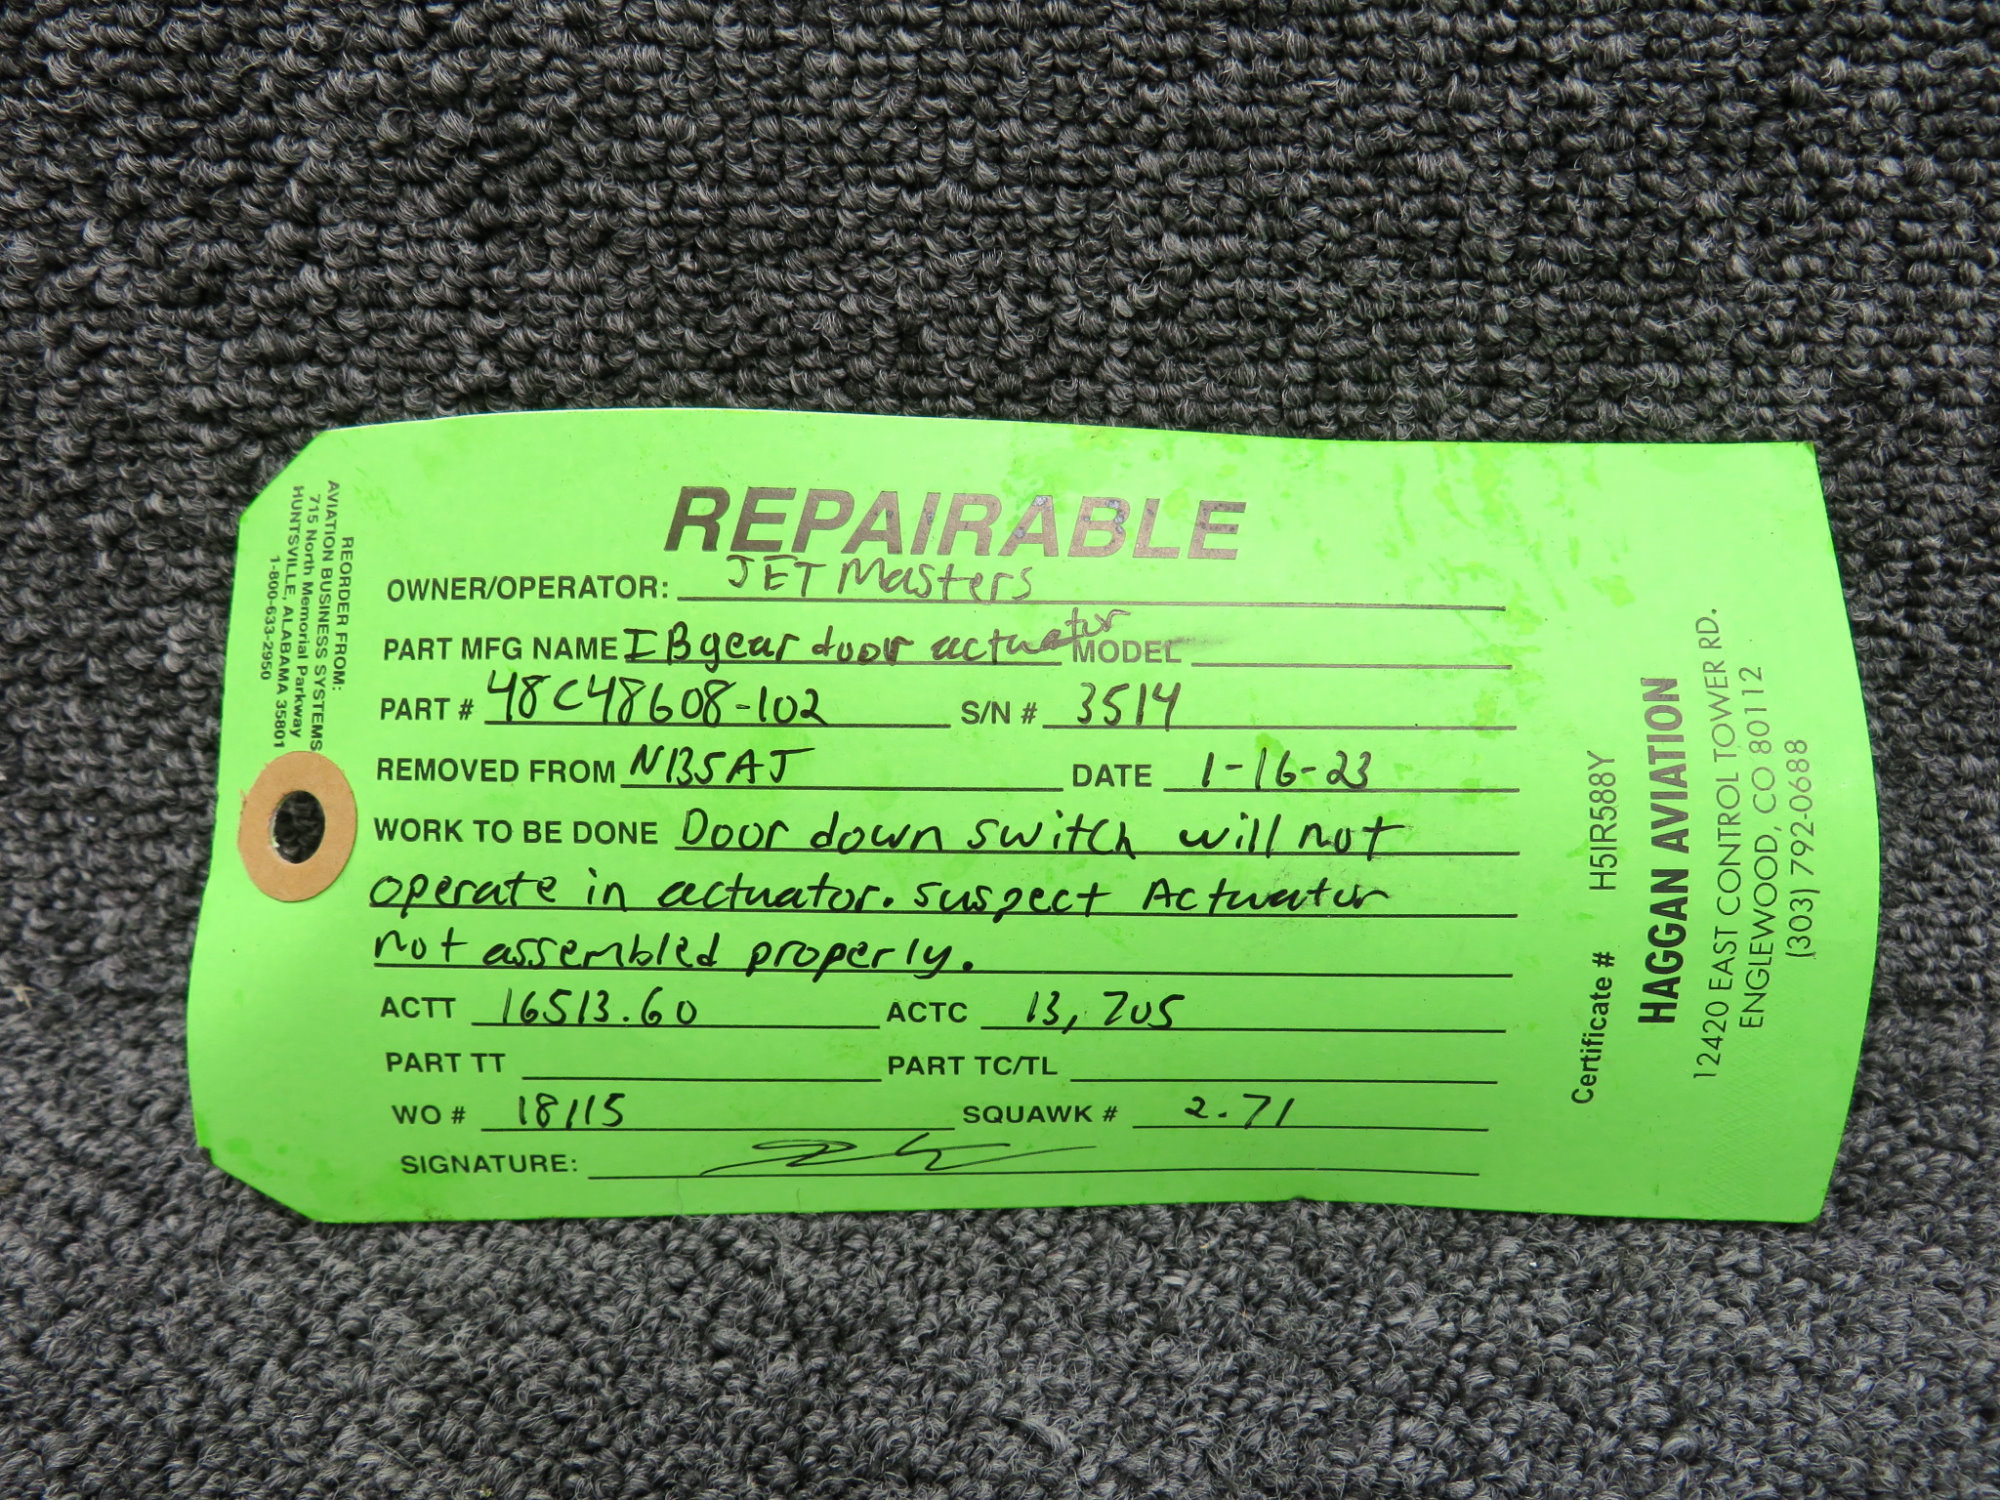 REPAIRABLE
OWNER/OPERATOR: JET Masters
PART MFG NAME IB gear door actuator MODEL
PART # 48C48608-102 S/N # 3514
REMOVED FROM N135AJ DATE 1-16-23
WORK TO BE DONE Door down switch will not
operate in actuator. suspect Actuator
not assembled properly.
ACTT 16513.60 ACTC 13,705
PART TT PART TC/TL
WO # 18115 SQUAWK # 2.71
SIGNATURE:
REORDER FROM:
AVIATION BUSINESS SYSTEMS
715 North Memorial Parkway
HUNTSVILLE, ALABAMA 35801
1-800-633-2950
Certificate # H5IR588Y
HAGGAN AVIATION
12420 EAST CONTROL TOWER RD.
ENGLEWOOD, CO 80112
(303) 792-0688